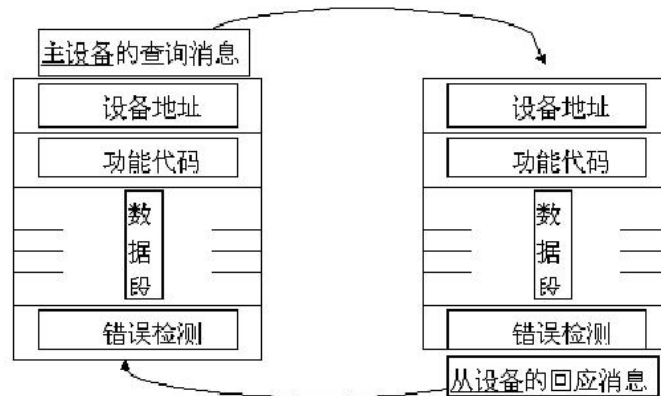 主设备的查询消息
设备地址
功能代码
数
据
段
错误检测
设备地址
功能代码
数
据
段
错误检测
从设备的回应消息